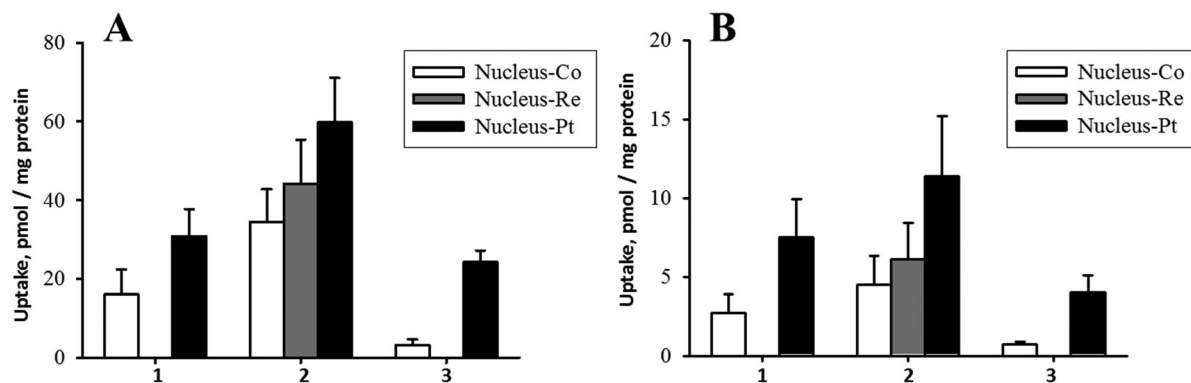 A
Uptake, pmol / mg protein
80
60
40
20
0
Nucleus-Co
Nucleus-Re
Nucleus-Pt
1 2 3
B
Uptake, pmol / mg protein
20
15
10
5
0
Nucleus-Co
Nucleus-Re
Nucleus-Pt
1 2 3